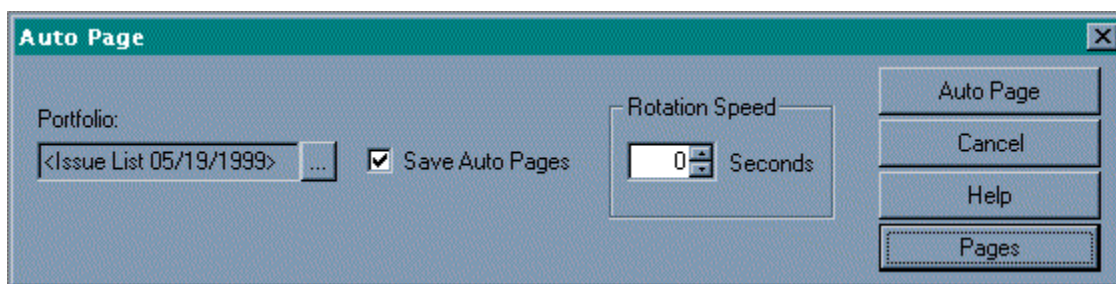 Auto Page
Portfolio:
<Issue List 05/19/1999>
...
Save Auto Pages
Rotation Speed
0
Seconds
Auto Page
Cancel
Help
Pages